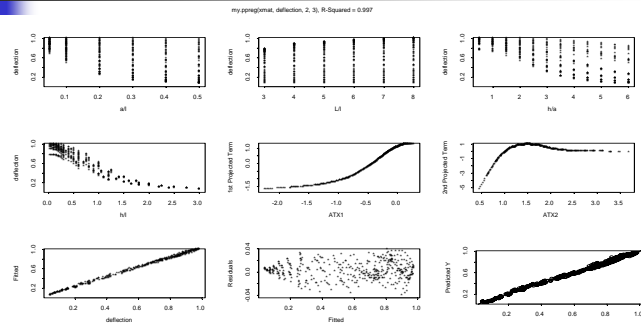 my.ppreg(xmat, deflection, 2, 3), R-Squared = 0.997
deflection
0.2 0.6 1.0
0.1 0.2 0.3 0.4 0.5
a/l
deflection
0.2 0.6 1.0
3 4 5 6 7 8
L/l
deflection
0.2 0.6 1.0
1 2 3 4 5 6
h/a
deflection
0.2 0.6 1.0
0.0 0.5 1.0 1.5 2.0 2.5 3.0
h/l
1st Projected Term
-1.5 0.0 1.0
-2.0 -1.5 -1.0 -0.5 0.0
ATX1
2nd Projected Term
-5 -3 -1 1
0.5 1.0 1.5 2.0 2.5 3.0 3.5
ATX2
Fitted
0.2 0.6 1.0
0.2 0.4 0.6 0.8 1.0
deflection
Residuals
-0.04 0.0 0.04
0.2 0.4 0.6 0.8 1.0
Fitted
Predicted Y
0.2 0.6 1.0
0.2 0.4 0.6 0.8 1.0